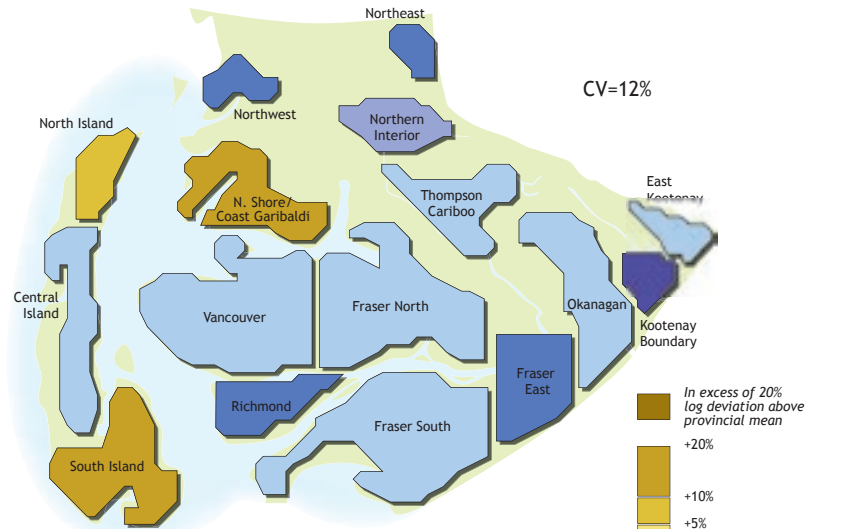 Northeast
CV=12%
Northwest
North Island
Northern
Interior
East
Kootenay
Thompson
Cariboo
N. Shore/
Coast Garibaldi
Central
Island
Vancouver
Fraser North
Okanagan
Kootenay
Boundary
Fraser
East
Richmond
Fraser South
South Island
In excess of 20%
log deviation above
provincial mean
+20%
+10%
+5%